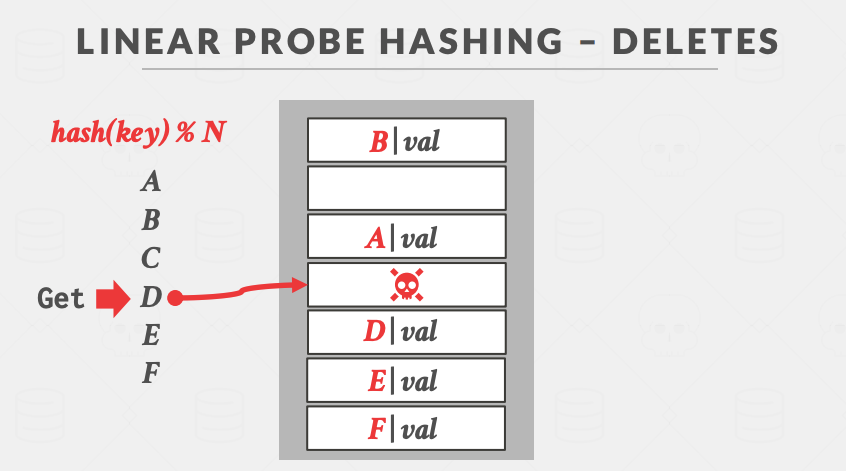 LINEAR PROBE HASHING – DELETES
hash(key) % N
A
B
C
Get D
E
F
B|val
A|val
D|val
E|val
F|val